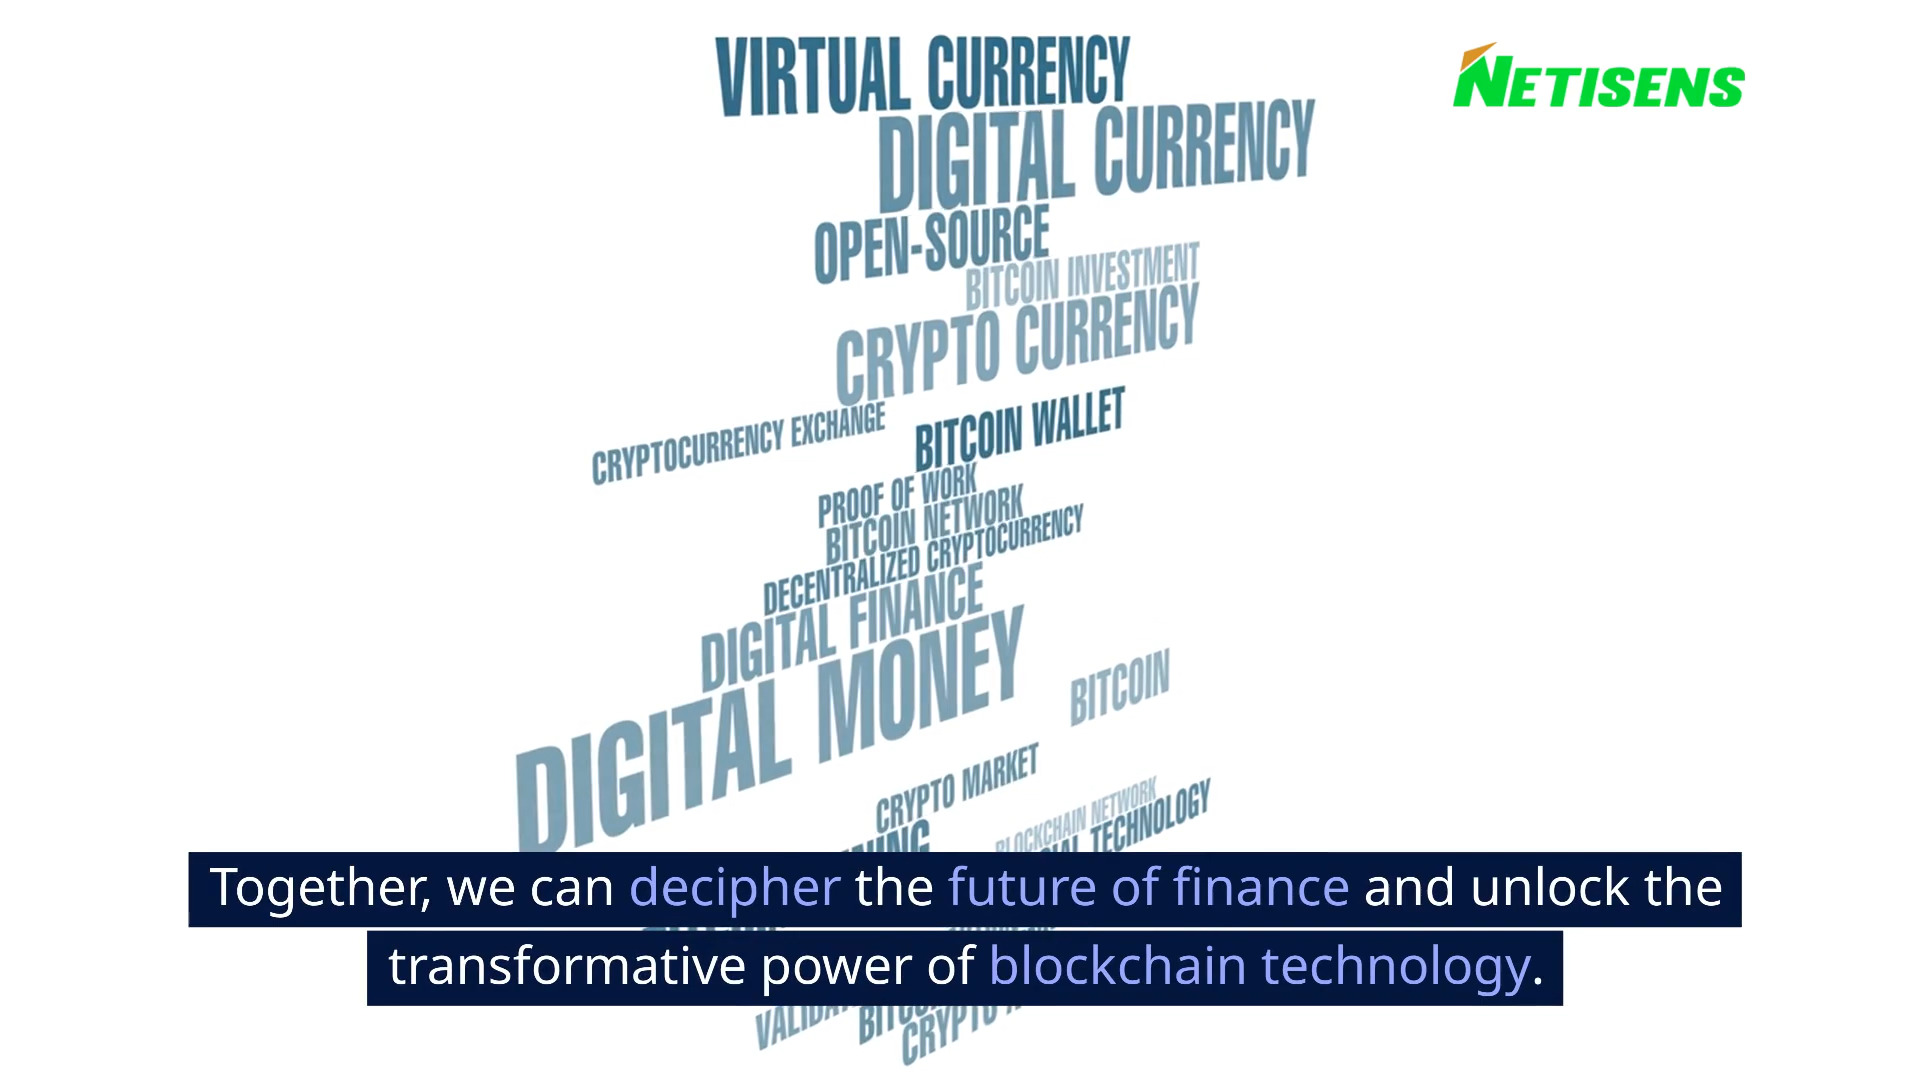 VIRTUAL CURRENCY
NETISENS
DIGITAL CURRENCY
OPEN-SOURCE
BITCOIN INVESTMENT
CRYPTO CURRENCY
CRYPTOCURRENCY EXCHANGE
BITCOIN WALLET
PROOF OF WORK
BITCOIN NETWORK
DECENTRALIZED CRYPTOCURRENCY
DIGITAL FINANCE
DIGITAL MONEY
BITCOIN
CRYPTO MARKET
BLOCKCHAIN NETWORK
TECHNOLOGY
Together, we can decipher the future of finance and unlock the
transformative power of blockchain technology.
CRYPTO